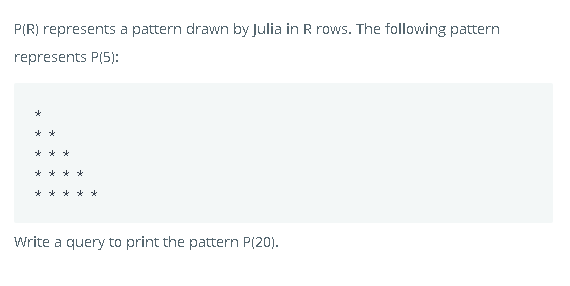 P(R) represents a pattern drawn by Julia in R rows. The following pattern
represents P(5):
*
* *
* * *
* * * *
* * * * *
Write a query to print the pattern P(20).